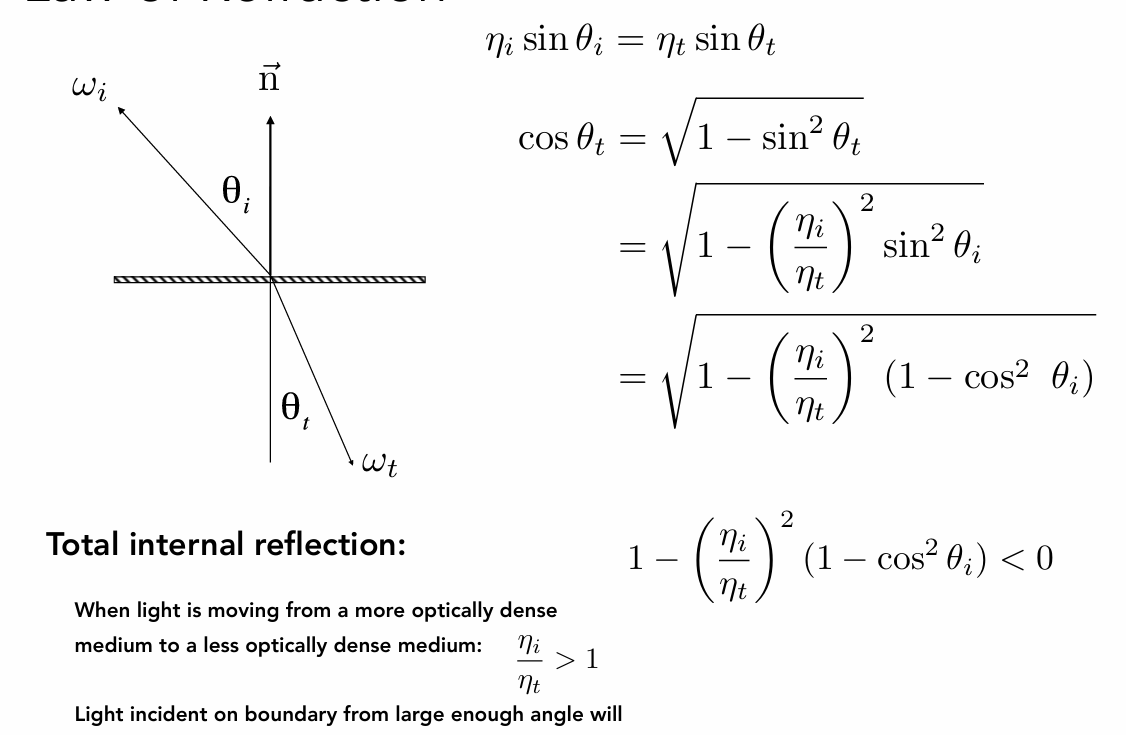 Law of Refraction
η_i sin θ_i = η_t sin θ_t
ω_i
n⃗
cos θ_t = √(1 − sin² θ_t)
θ_i
= √(1 − (η_i/η_t)² sin² θ_i)
= √(1 − (η_i/η_t)² (1 − cos² θ_i))
θ_t
ω_t
Total internal reflection:
1 − (η_i/η_t)² (1 − cos² θ_i) < 0
When light is moving from a more optically dense
medium to a less optically dense medium: η_i/η_t > 1
Light incident on boundary from large enough angle will